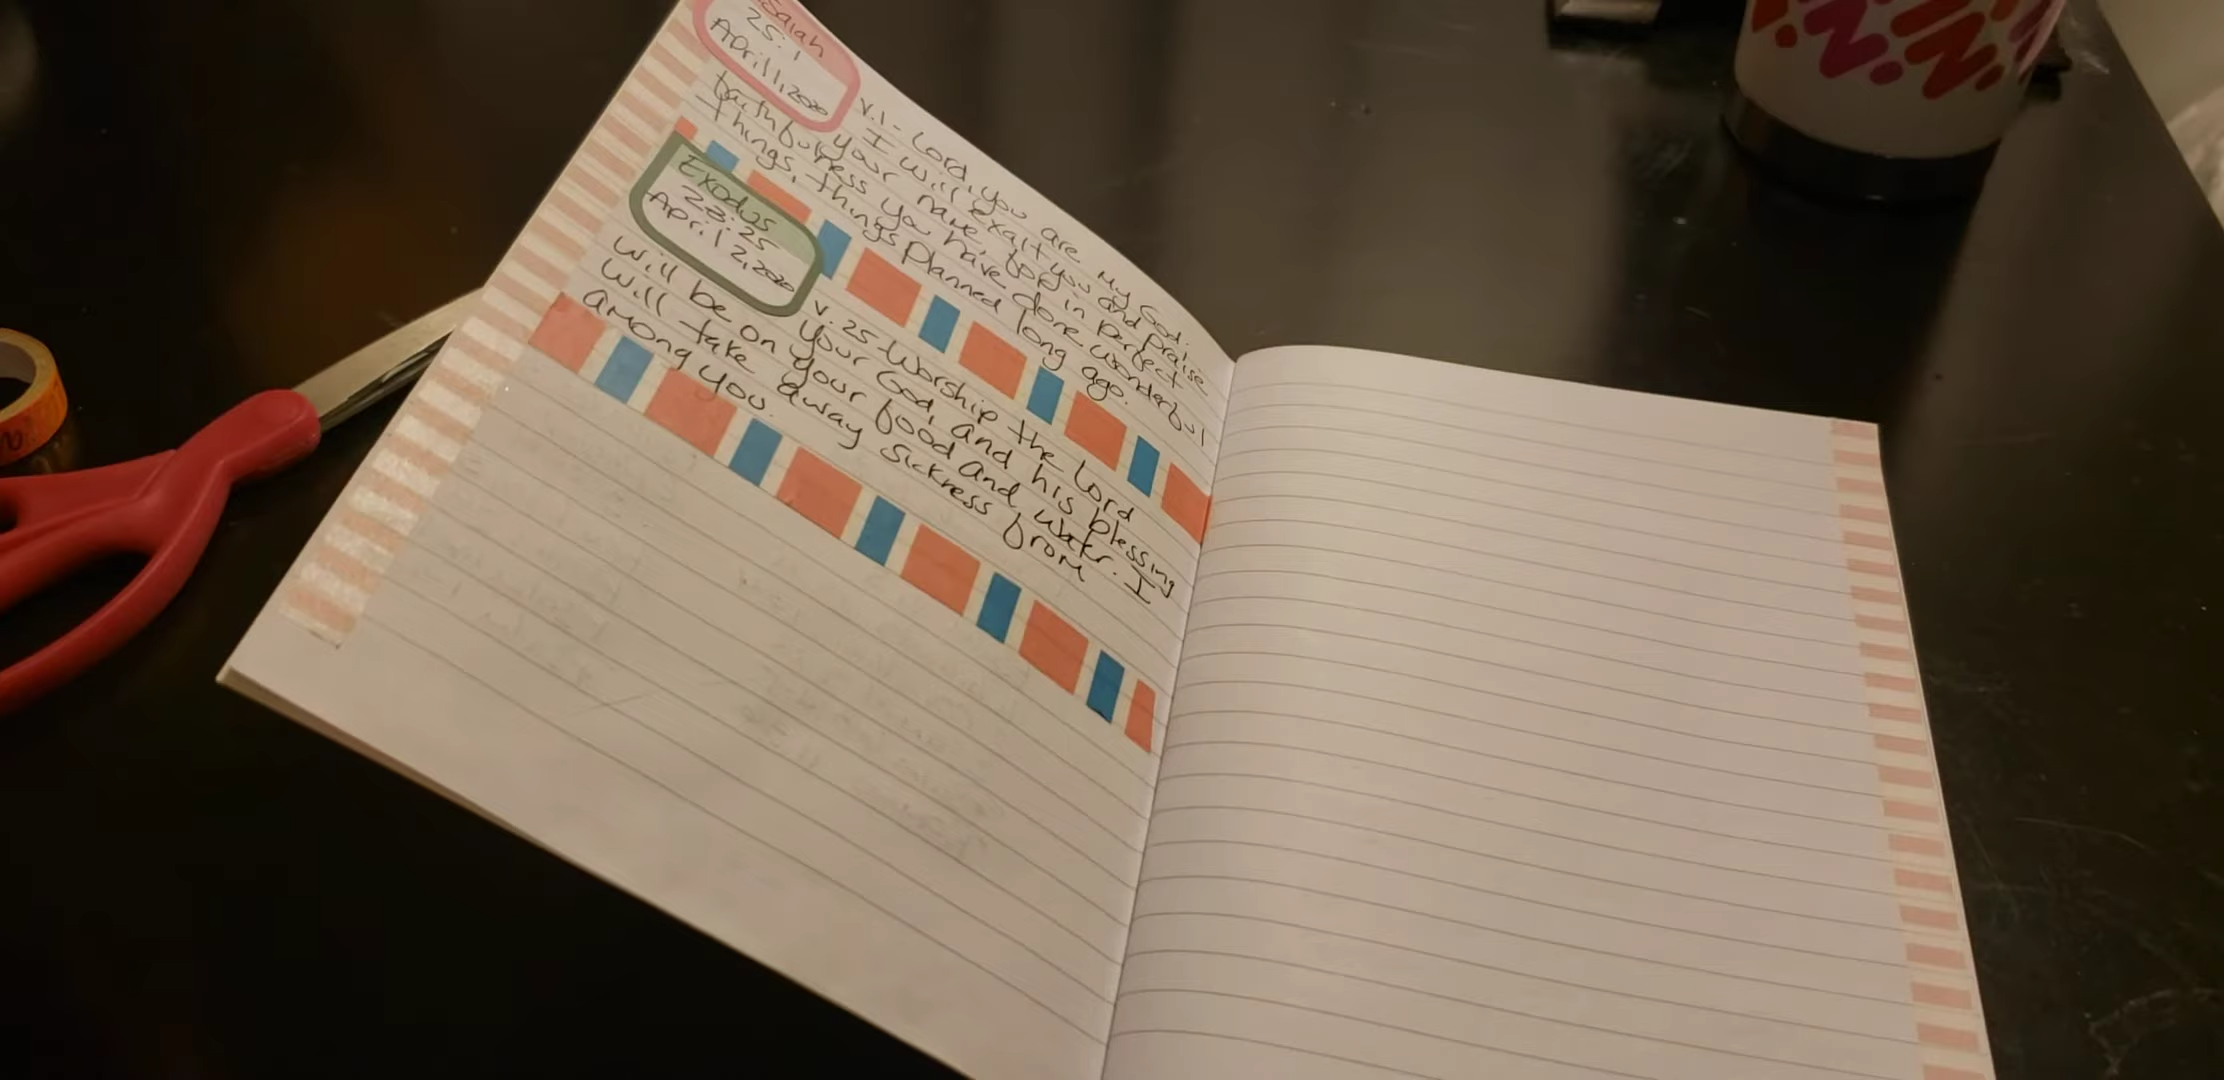 Isaiah
25:1
April 1, 2020
v.1- Lord, you are my God;
I will exalt you and praise
your name, for in perfect
faithfulness you have done wonderful
things, things planned long ago.
Exodus
23:25
April 2, 2020
v.25-Worship the Lord
your God, and his blessing
will be on your food and water. I
will take away sickness from
among you.